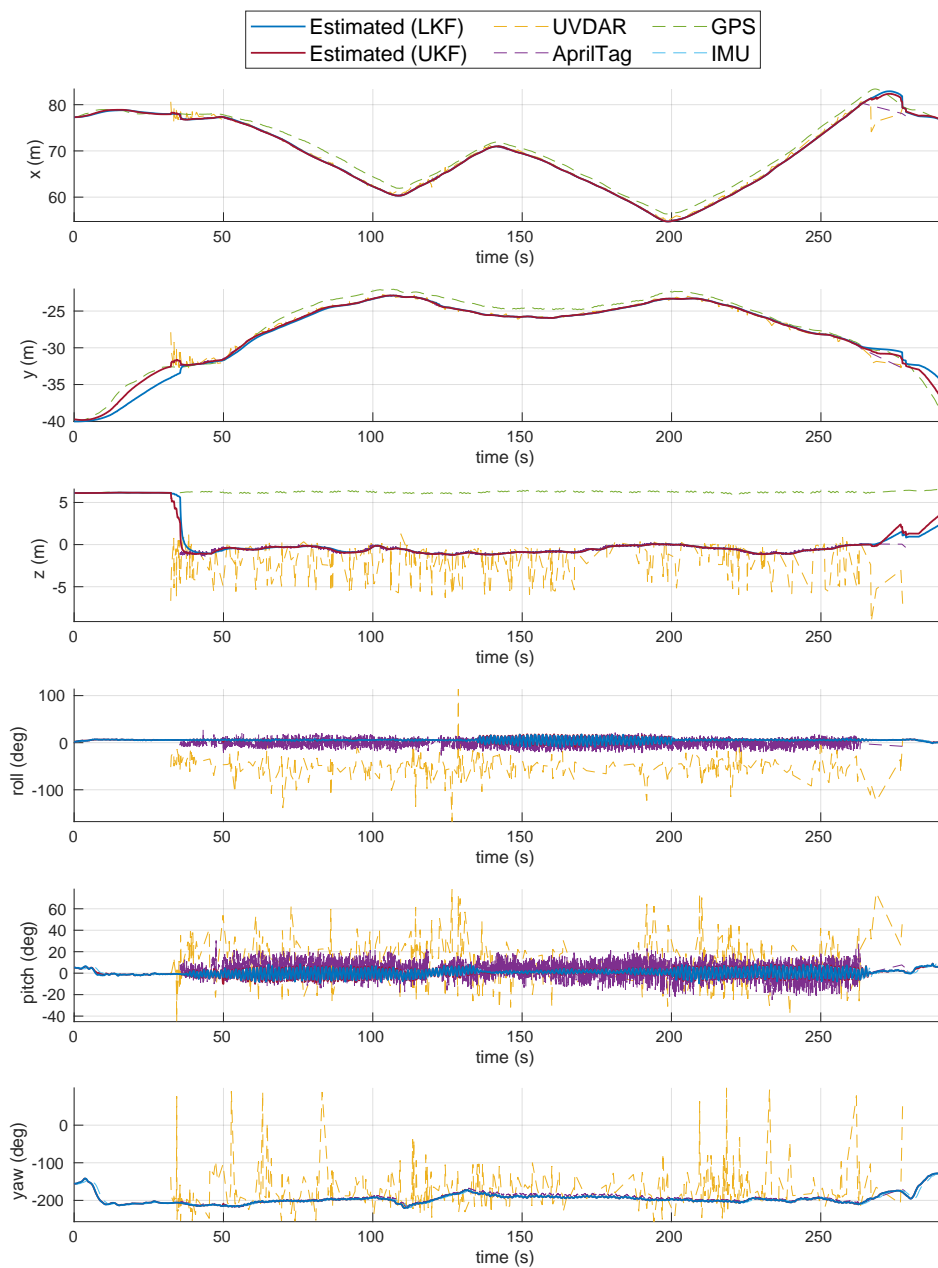 Estimated (LKF) UVDAR GPS
Estimated (UKF) AprilTag IMU
80
70
60
x (m)
0 50 100 150 200 250
time (s)
-25
-30
-35
-40
y (m)
0 50 100 150 200 250
time (s)
5
0
-5
z (m)
0 50 100 150 200 250
time (s)
100
0
-100
roll (deg)
0 50 100 150 200 250
time (s)
60
40
20
0
-20
-40
pitch (deg)
0 50 100 150 200 250
time (s)
0
-100
-200
yaw (deg)
0 50 100 150 200 250
time (s)